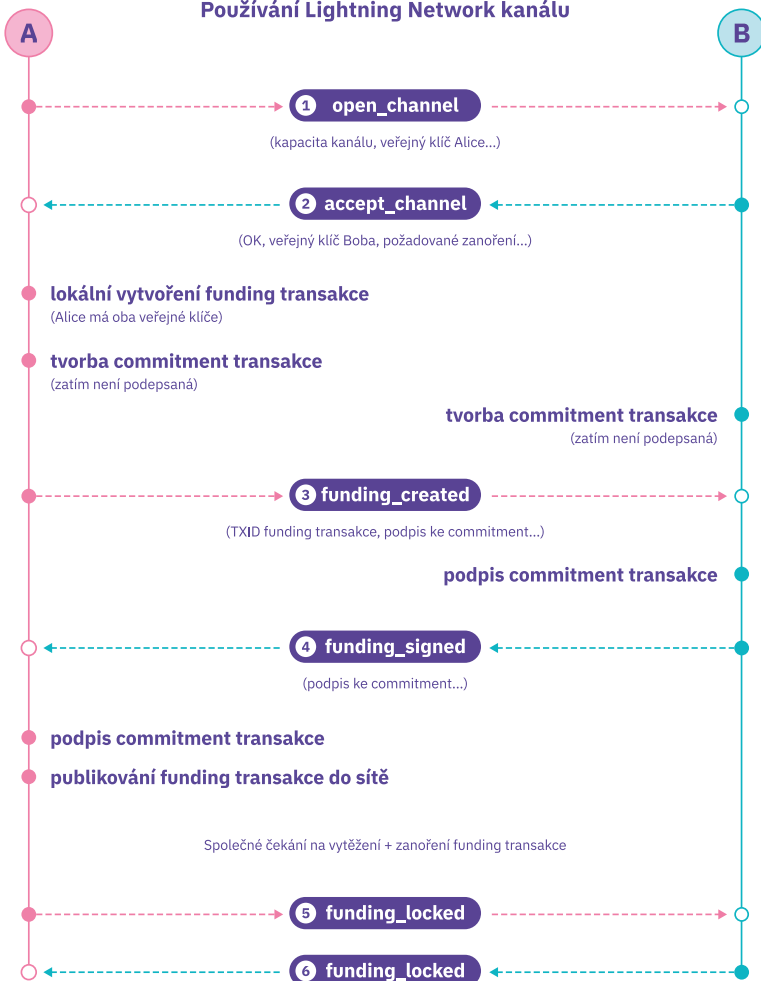 Používání Lightning Network kanálu
A
B
1 open_channel
(kapacita kanálu, veřejný klíč Alice...)
2 accept_channel
(OK, veřejný klíč Boba, požadované zanoření...)
lokální vytvoření funding transakce
(Alice má oba veřejné klíče)
tvorba commitment transakce
(zatím není podepsaná)
tvorba commitment transakce
(zatím není podepsaná)
3 funding_created
(TXID funding transakce, podpis ke commitment...)
podpis commitment transakce
4 funding_signed
(podpis ke commitment...)
podpis commitment transakce
publikování funding transakce do sítě
Společné čekání na vytěžení + zanoření funding transakce
5 funding_locked
6 funding_locked